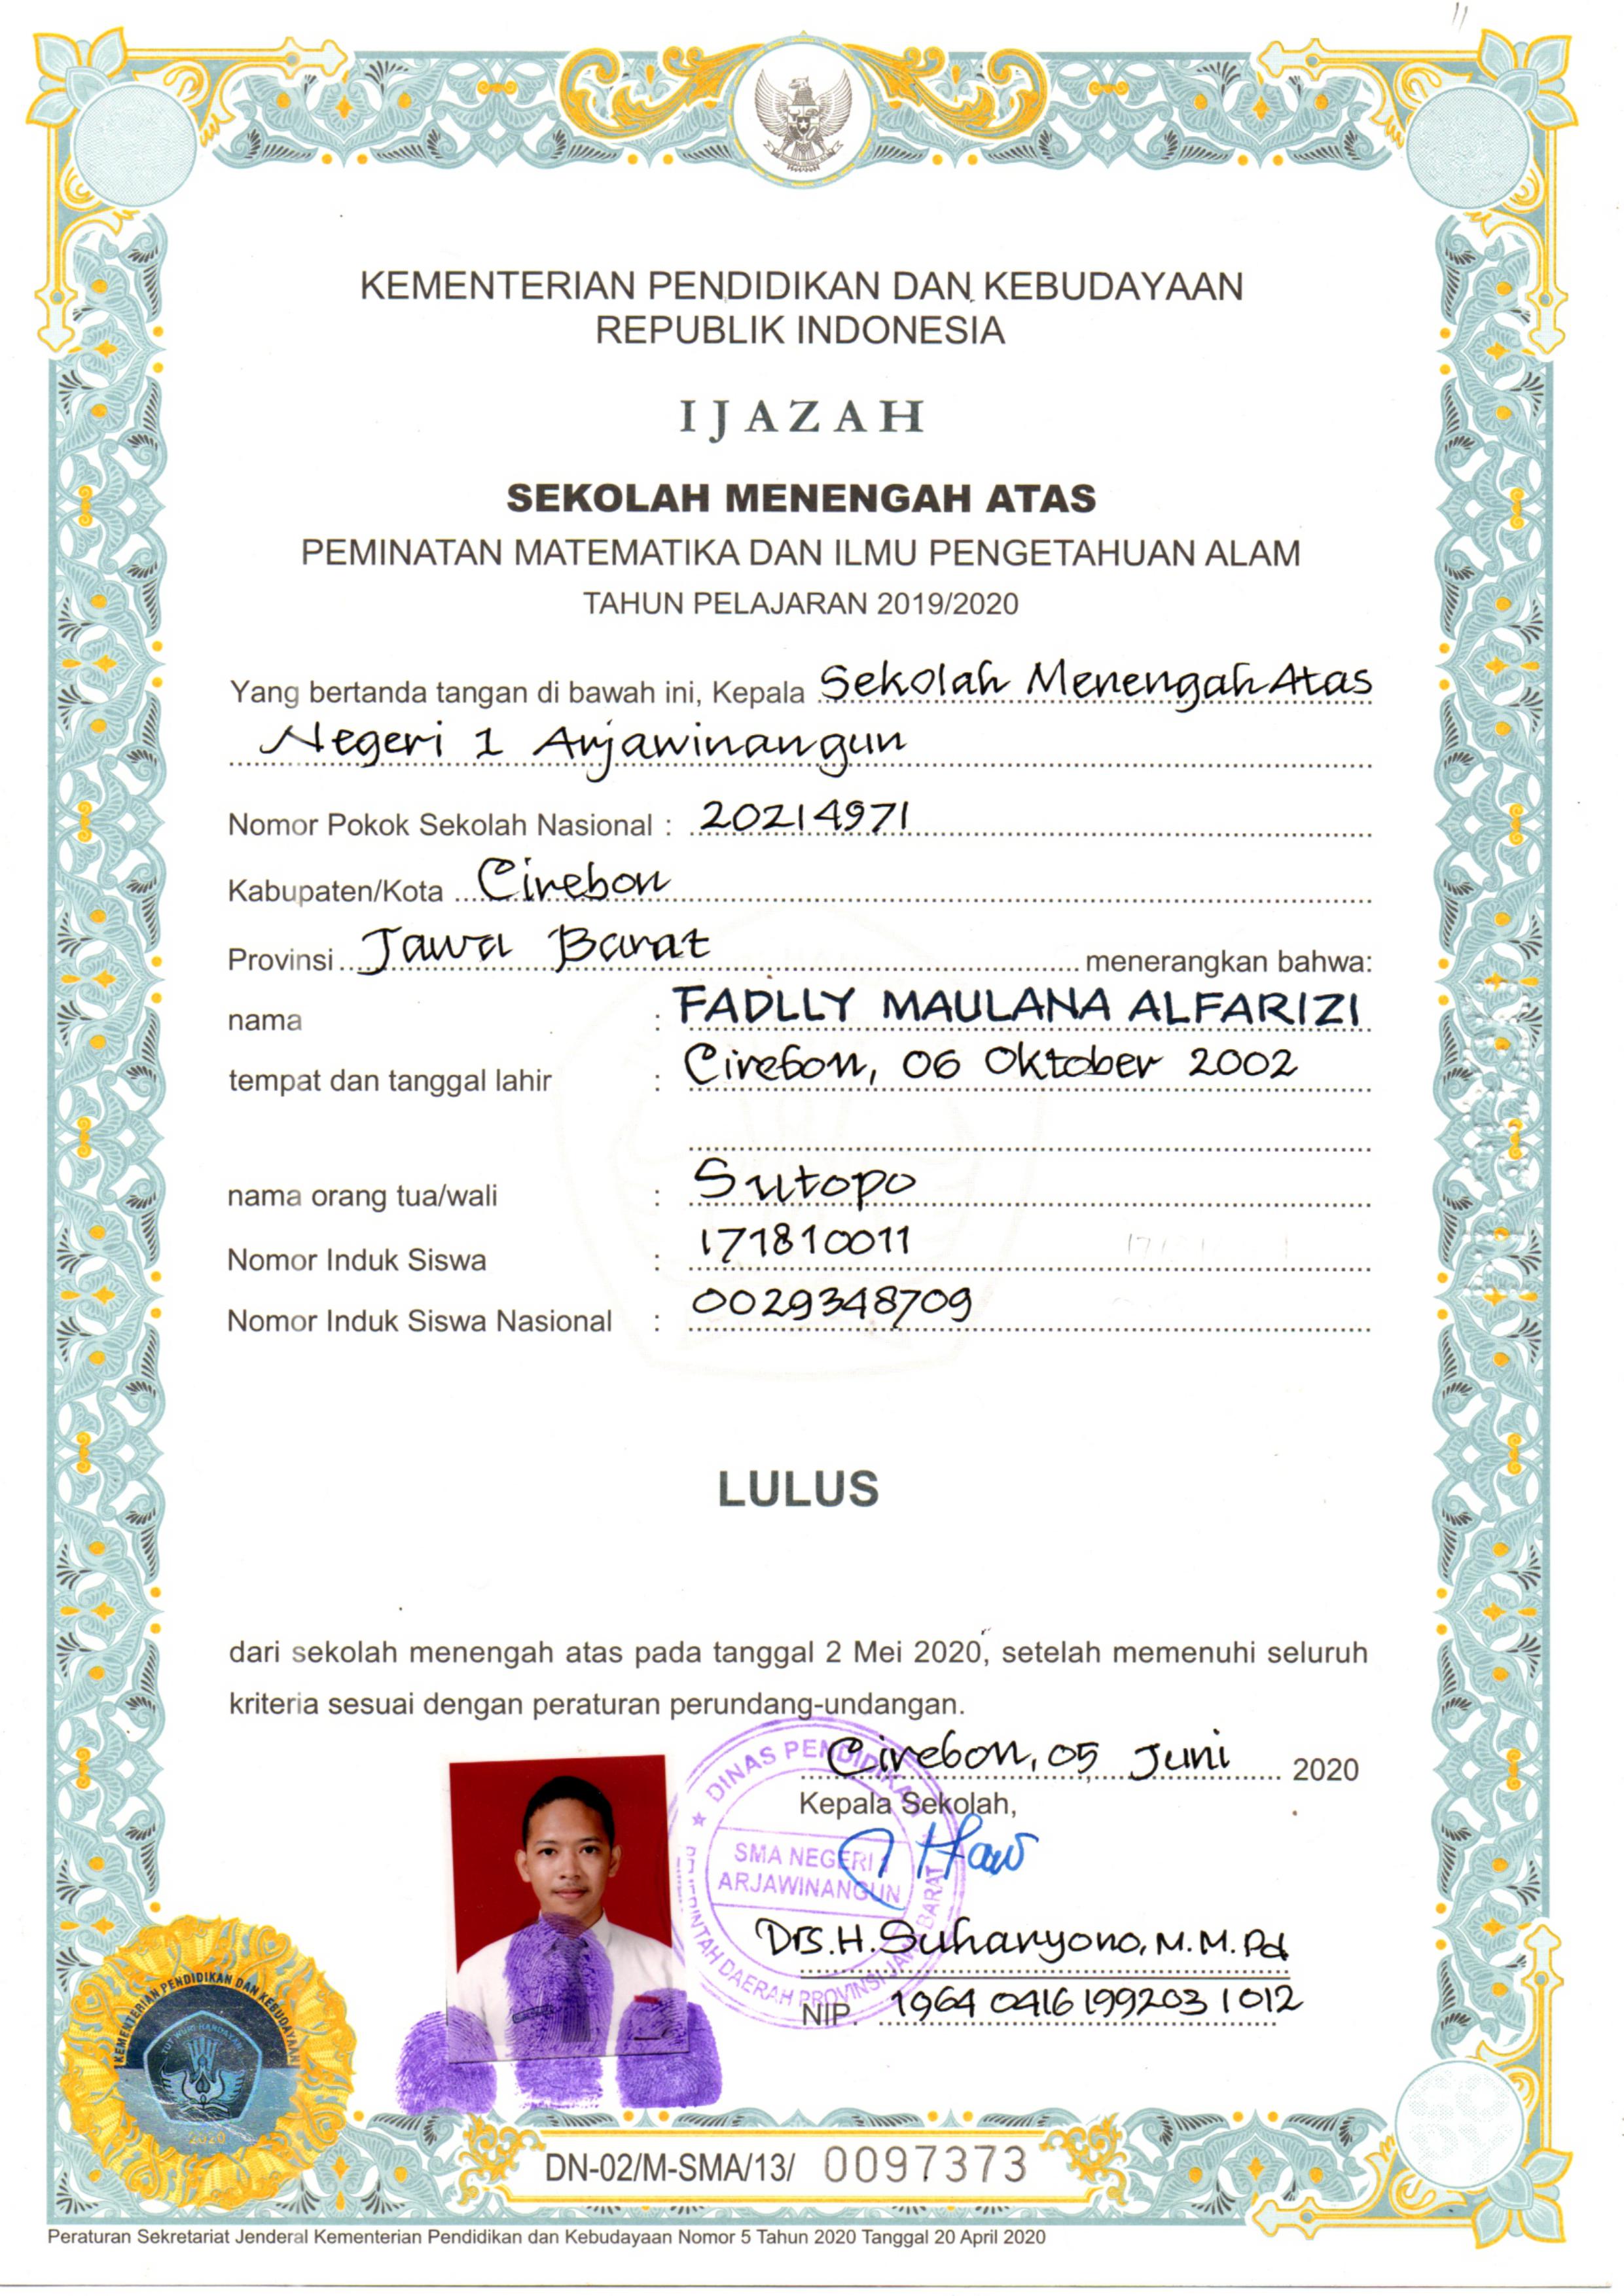 KEMENTERIAN PENDIDIKAN DAN KEBUDAYAAN
REPUBLIK INDONESIA
IJAZAH
SEKOLAH MENENGAH ATAS
PEMINATAN MATEMATIKA DAN ILMU PENGETAHUAN ALAM
TAHUN PELAJARAN 2019/2020
Yang bertanda tangan di bawah ini, Kepala Sekolah Menengah Atas
Negeri 1 Arjawinangun
Nomor Pokok Sekolah Nasional : 20214971
Kabupaten/Kota Cirebon
Provinsi Jawa Barat menerangkan bahwa:
nama : FADLLY MAULANA ALFARIZI
tempat dan tanggal lahir : Cirebon, 06 Oktober 2002
nama orang tua/wali : Sutopo
Nomor Induk Siswa : 171810011
Nomor Induk Siswa Nasional : 0029348709
LULUS
dari sekolah menengah atas pada tanggal 2 Mei 2020, setelah memenuhi seluruh
kriteria sesuai dengan peraturan perundang-undangan.
Cirebon, 05 Juni 2020
Kepala Sekolah,
DINAS PENDIDIKAN
SMA NEGERI 1
ARJAWINANGUN
PEMERINTAH DAERAH PROVINSI JAWA BARAT
Drs. H. Suharyono, M.M.Pd
NIP. 19640416 199203 1 012
KEMENTERIAN PENDIDIKAN DAN KEBUDAYAAN
TUT WURI HANDAYANI
2020
DN-02/M-SMA/13/ 0097373
Peraturan Sekretariat Jenderal Kementerian Pendidikan dan Kebudayaan Nomor 5 Tahun 2020 Tanggal 20 April 2020